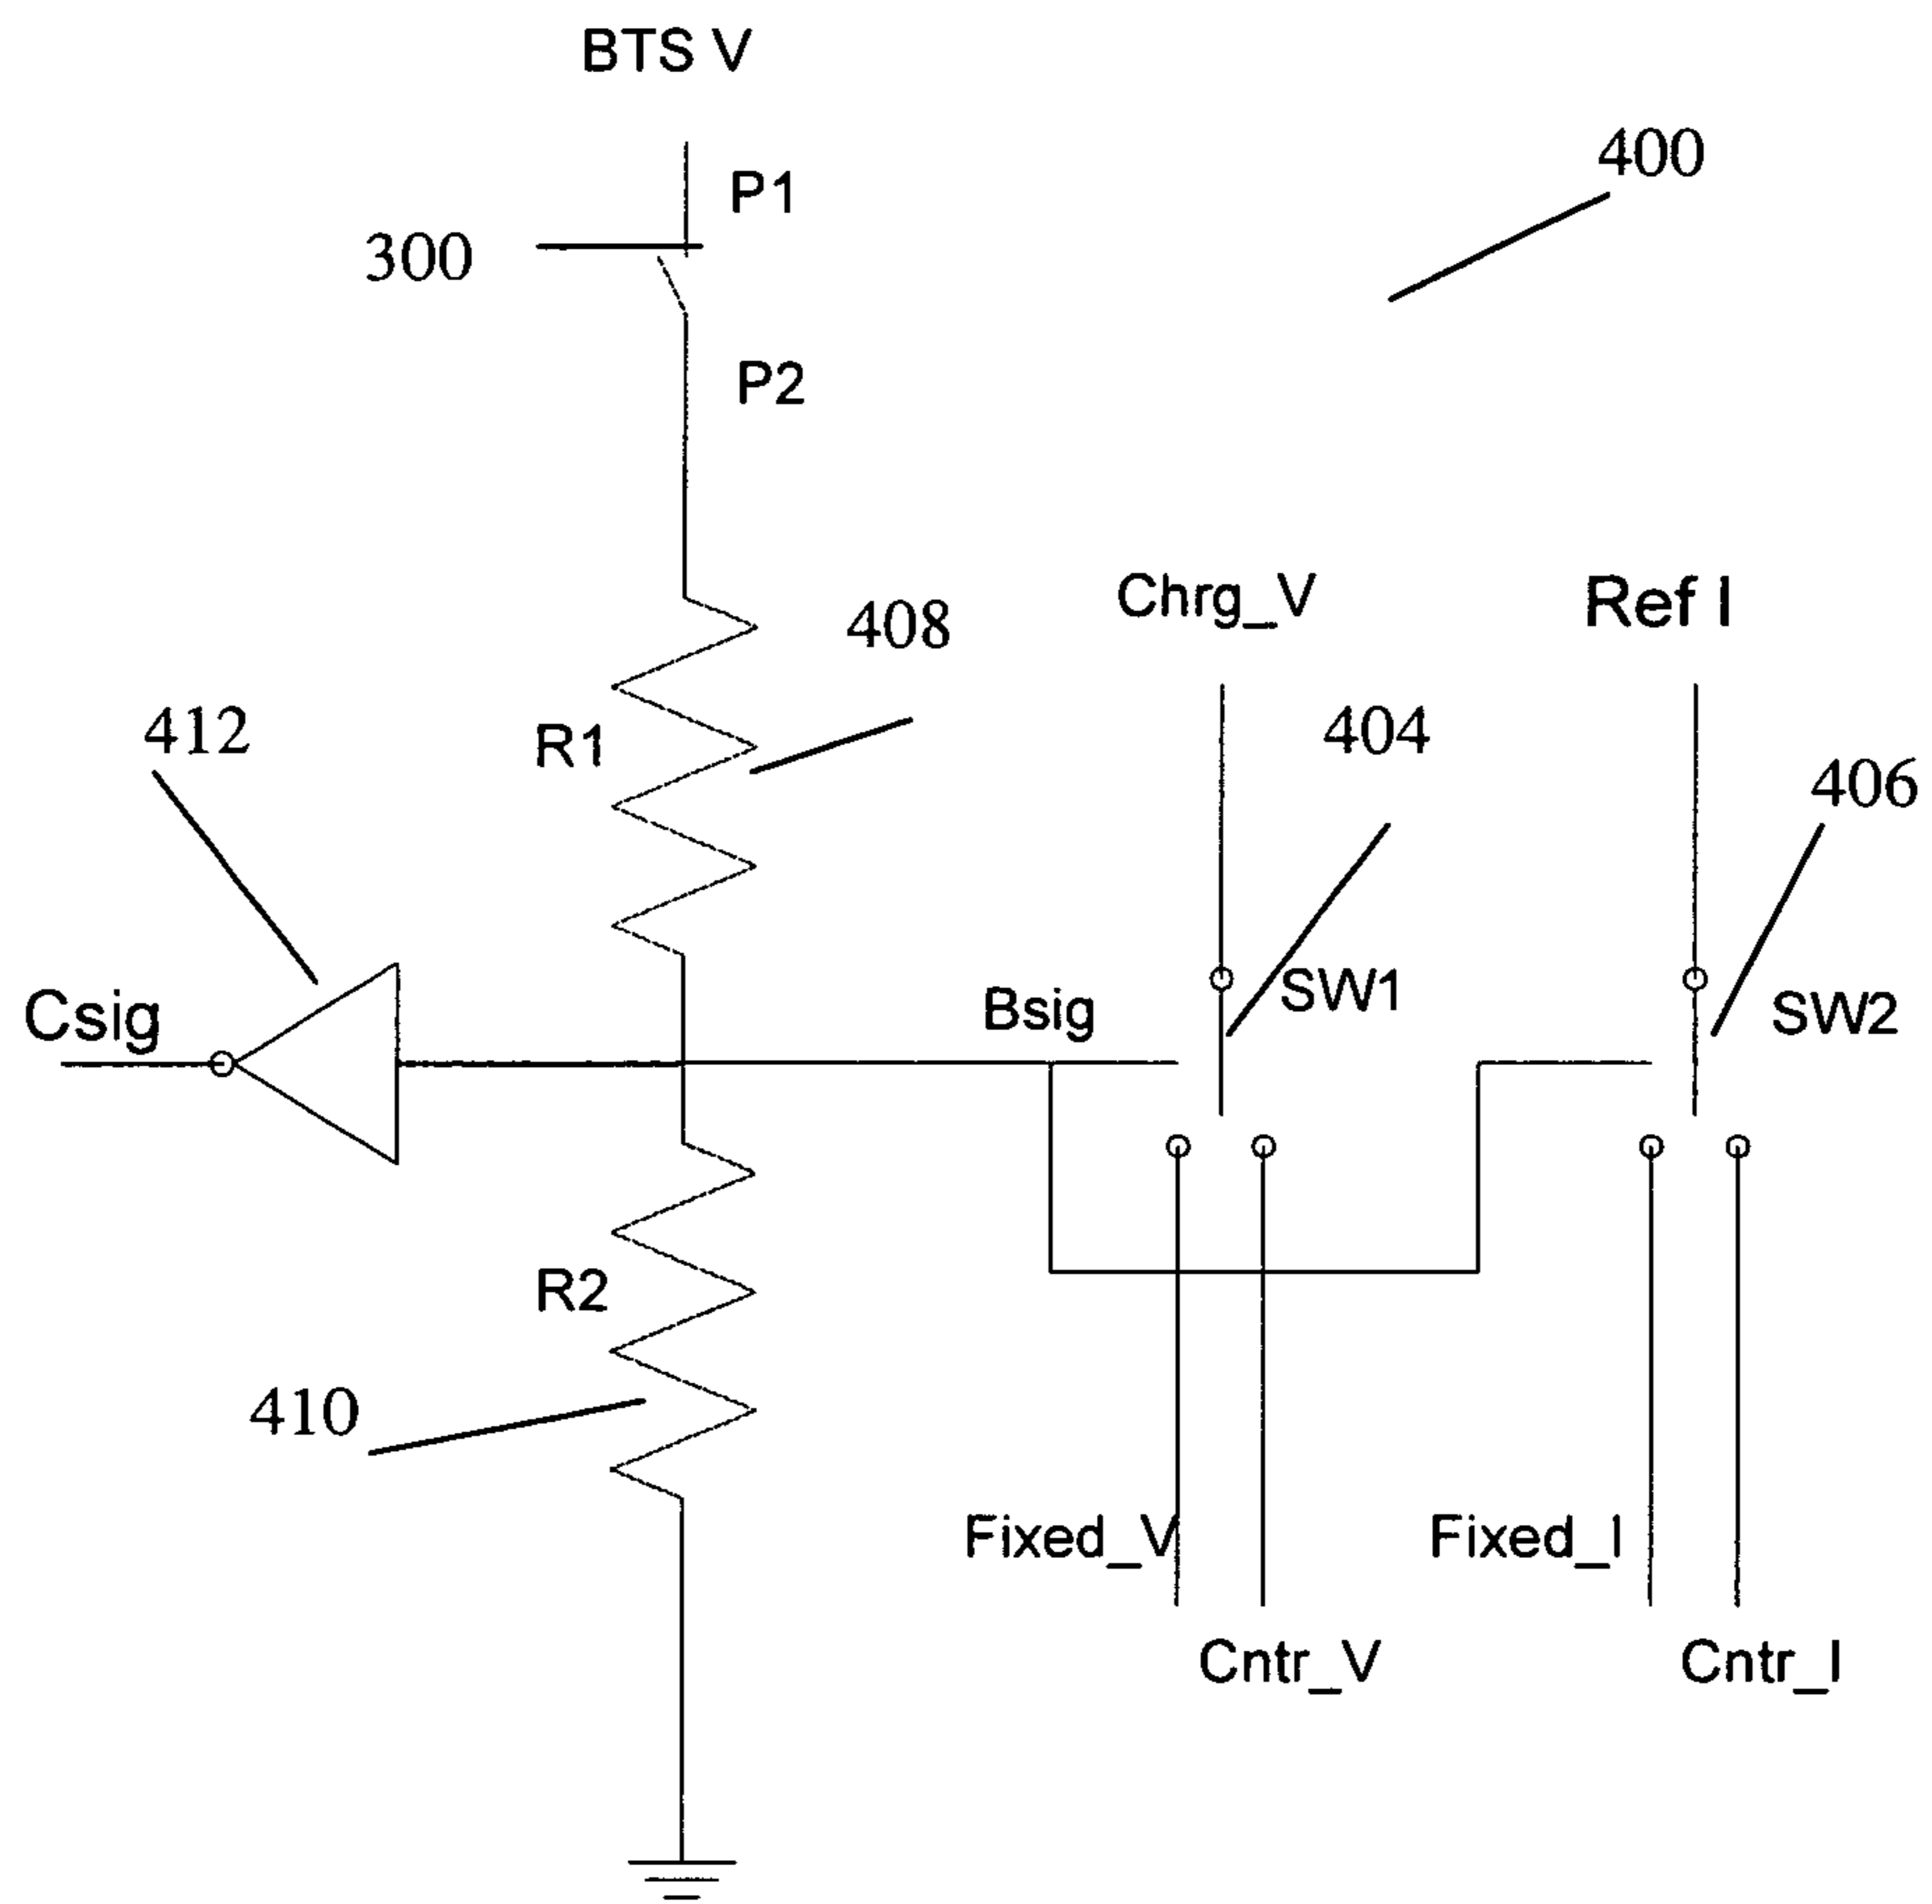 BTS V
400
P1
300
P2
Chrg_V
Ref I
408
412
R1
404
406
Csig
Bsig
SW1
SW2
R2
410
Fixed_V
Fixed_I
Cntr_V
Cntr_I